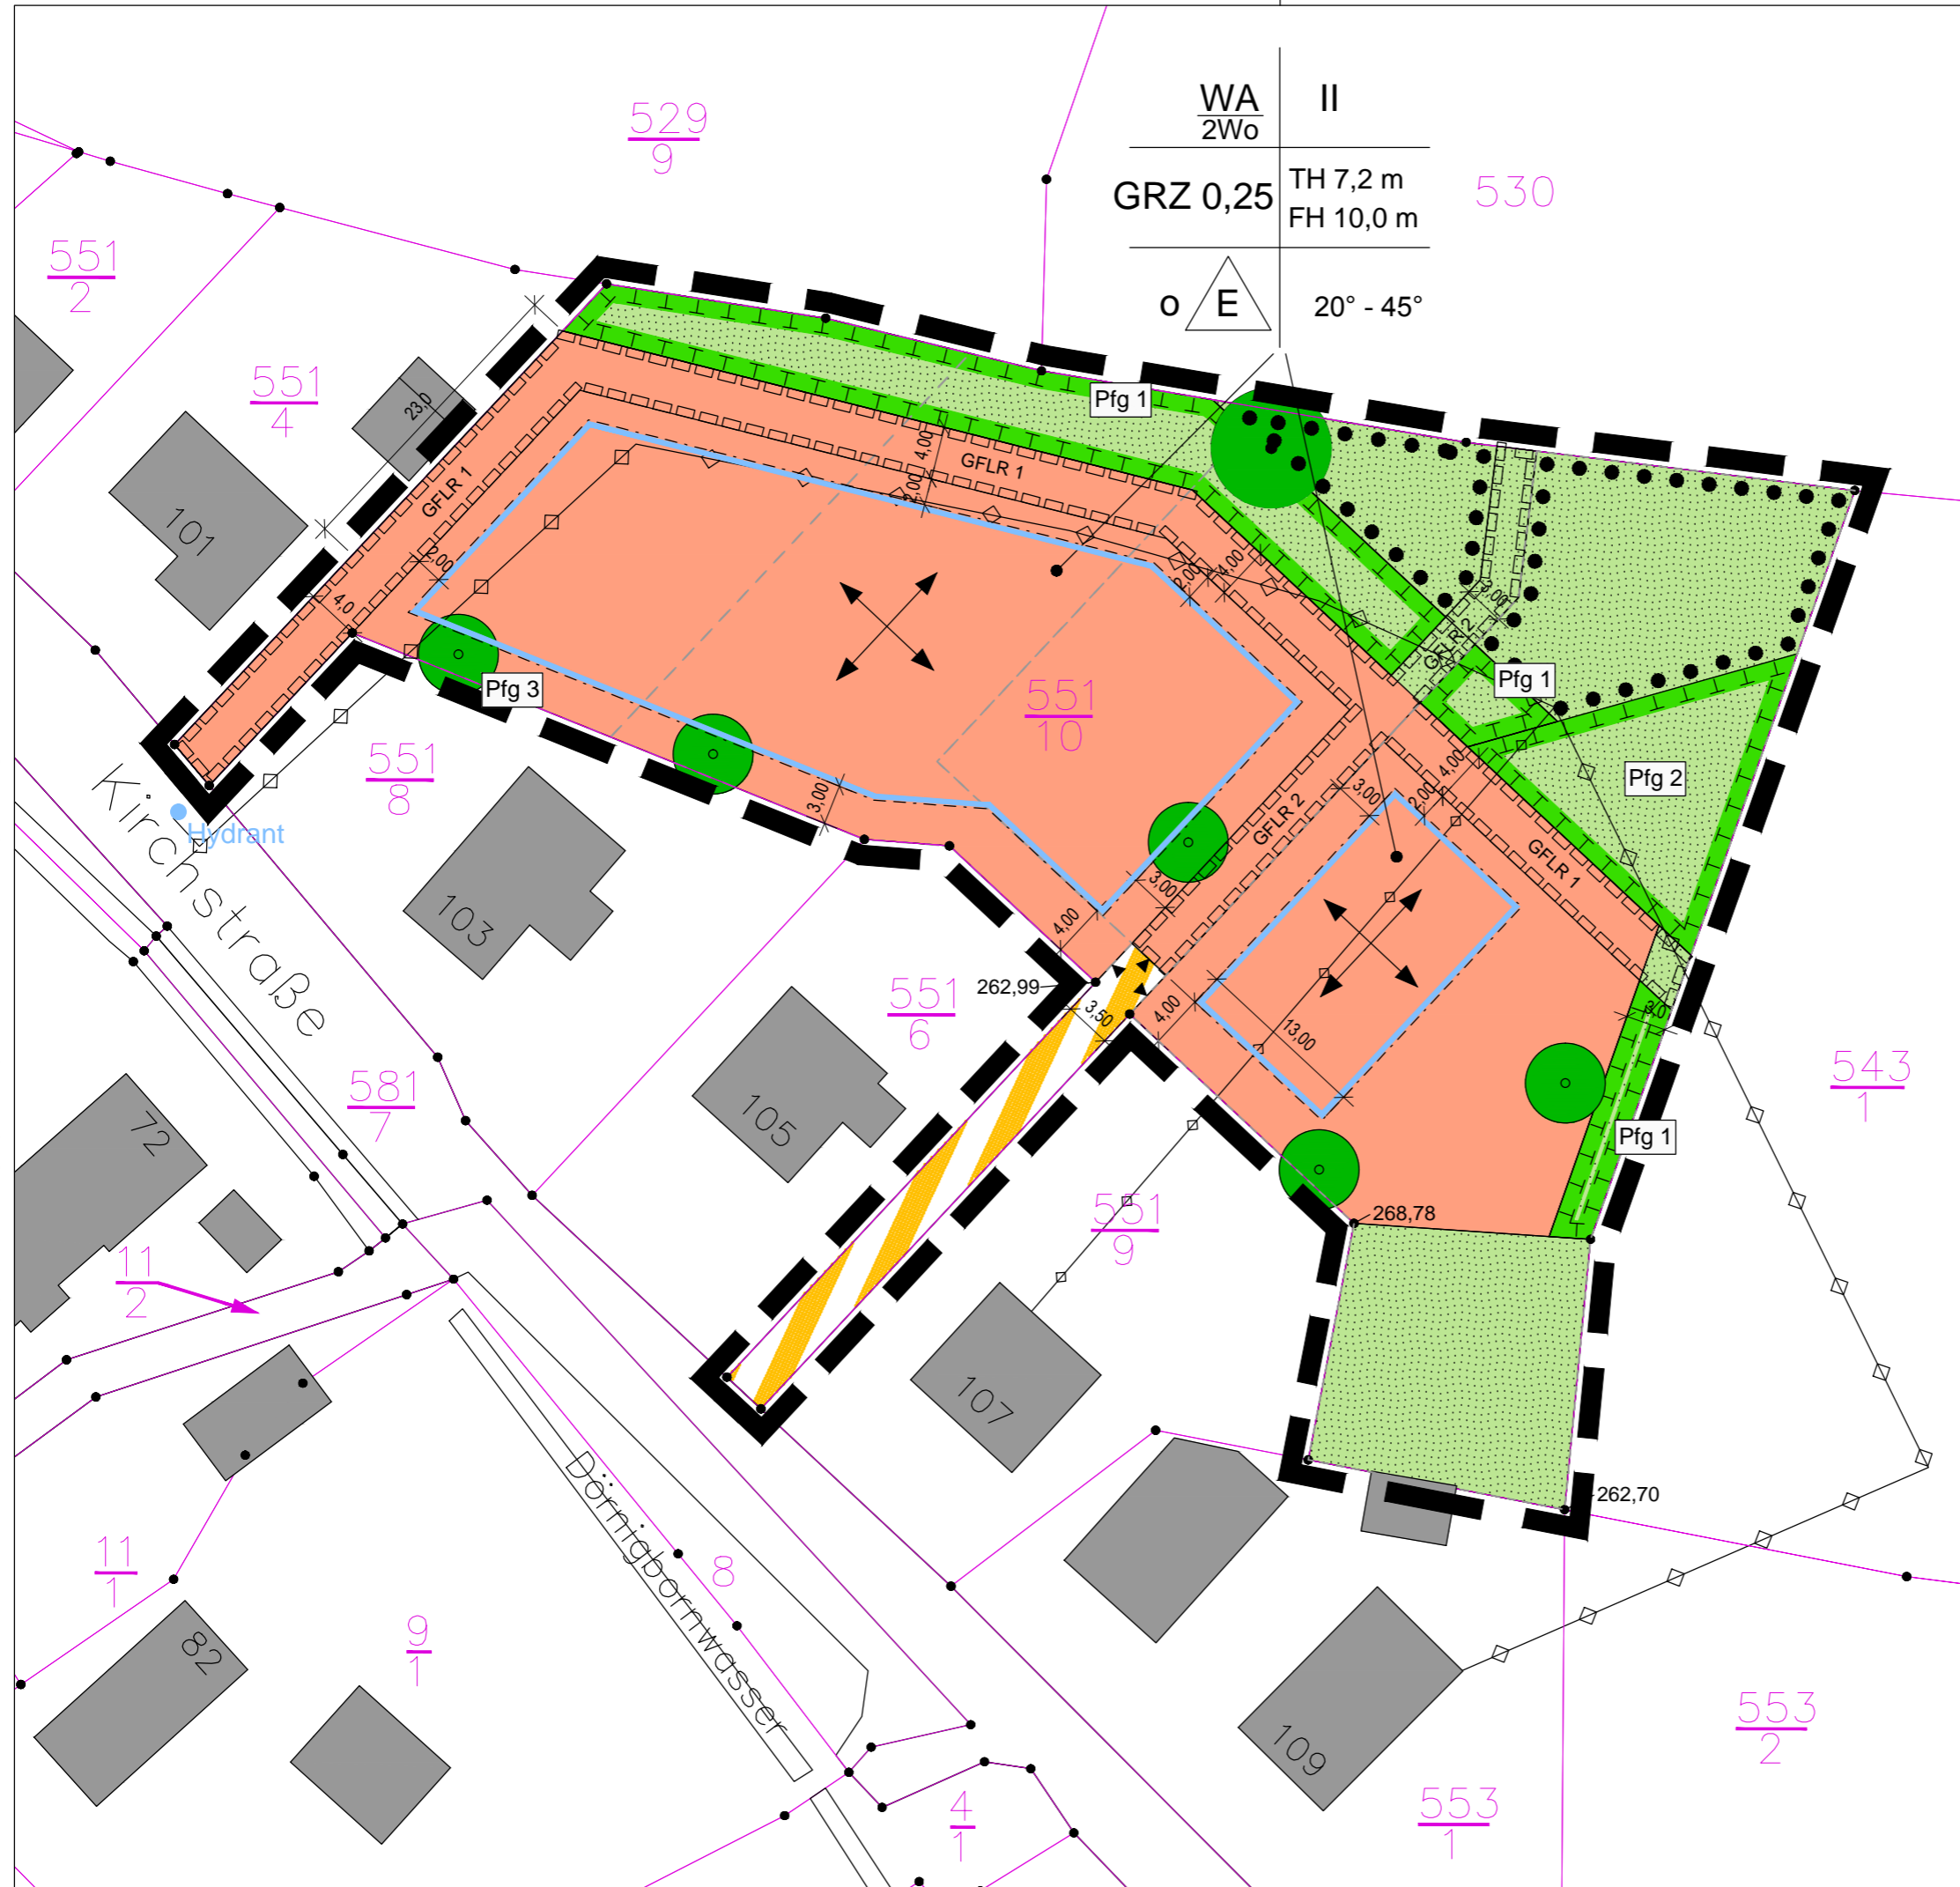 529
9
WA
2Wo
II
GRZ 0,25
TH 7,2 m
FH 10,0 m
530
o
E
20° - 45°
551
2
551
4
23,0
Pfg 1
4,00
GFLR 1
GFLR 1
2,00
101
2,00
2,00
4,00
4,0
3,00
GFLR 2
Pfg 3
Pfg 1
551
10
551
8
Pfg 2
4,00
3,00
2,00
3,00
Hydrant
Kirchstraße
GFLR 2
GFLR 1
103
3,00
4,00
262,99
551
6
3,50
4,00
13,00
3,0
543
1
581
7
105
72
Pfg 1
551
9
268,78
11
2
107
262,70
Dörnigbornwasser
8
11
1
9
1
82
109
553
2
553
1
4
1